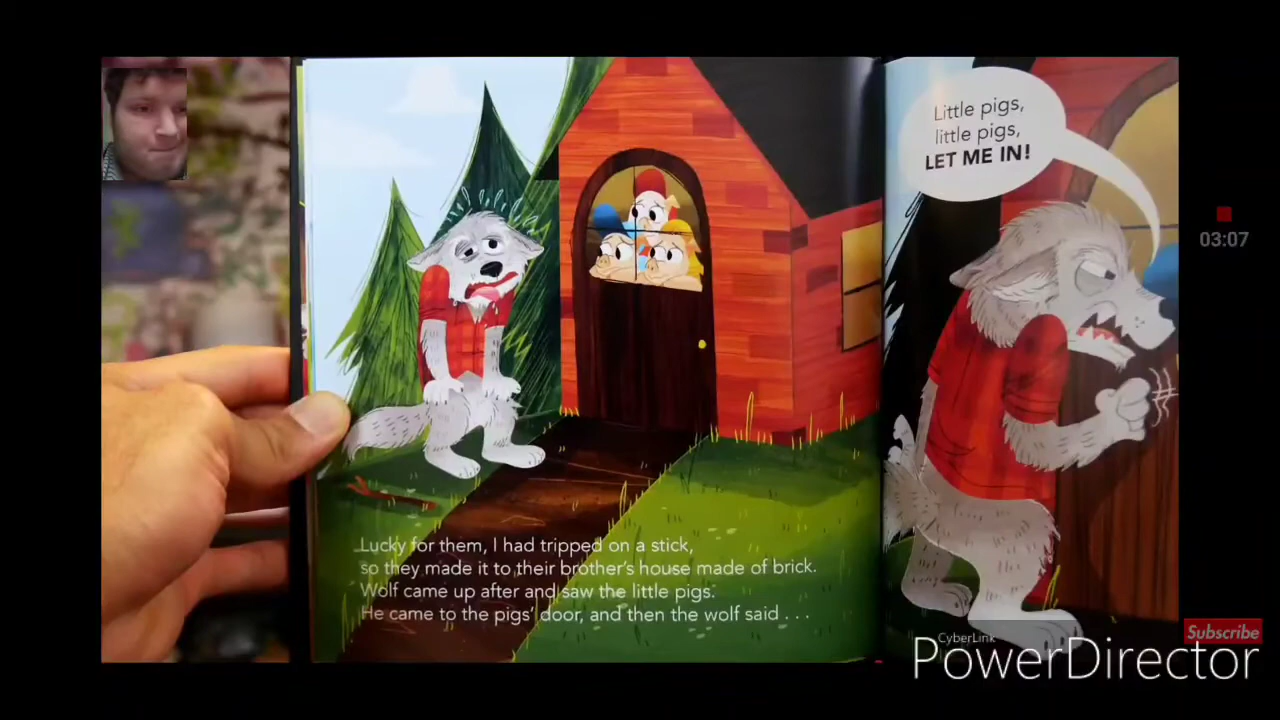 Little pigs,
little pigs,
LET ME IN!
03:07
Lucky for them, I had tripped on a stick,
so they made it to their brother's house made of brick.
Wolf came up after and saw the little pigs.
He came to the pigs' door, and then the wolf said . . .
Subscribe
CyberLink
PowerDirector